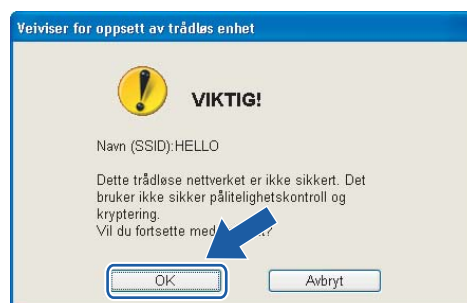 Veiviser for oppsett av trådløs enhet
VIKTIG!
Navn (SSID):HELLO
Dette trådløse nettverket er ikke sikkert. Det
bruker ikke sikker pålitelighetskontroll og
kryptering.
Vil du fortsette med
OK
Avbryt